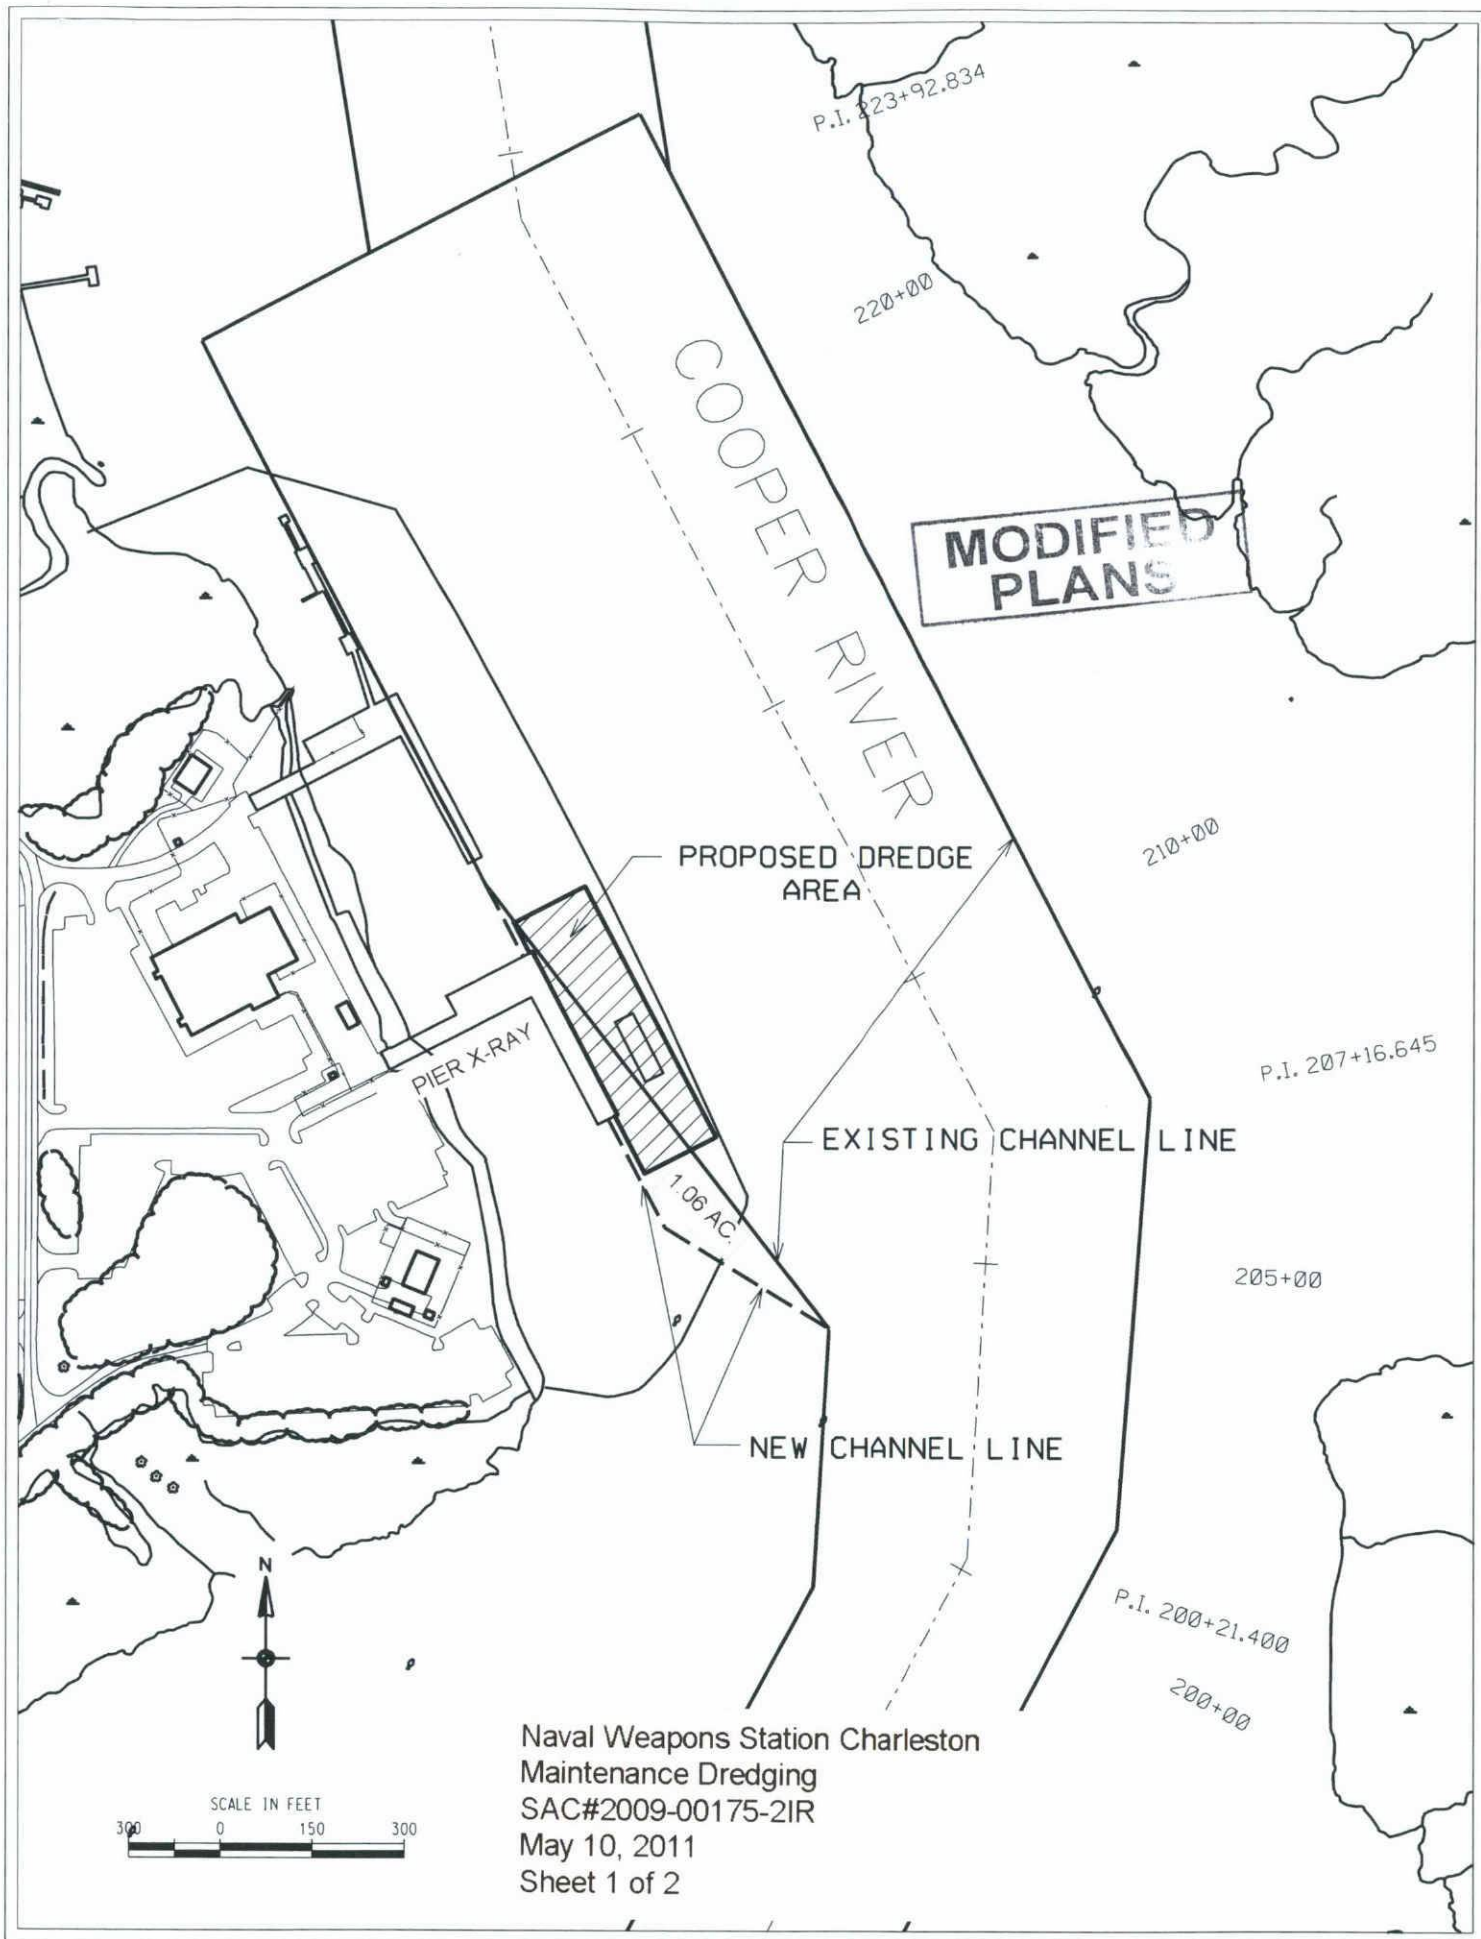 P.I. 223+92.834
220+00
COOPER RIVER
MODIFIED
PLANS
210+00
PROPOSED DREDGE
AREA
P.I. 207+16.645
PIER X-RAY
EXISTING CHANNEL LINE
1.06 AC.
205+00
NEW CHANNEL LINE
N
P.I. 200+21.400
200+00
Naval Weapons Station Charleston
Maintenance Dredging
SAC#2009-00175-2IR
May 10, 2011
Sheet 1 of 2
SCALE IN FEET
300 0 150 300